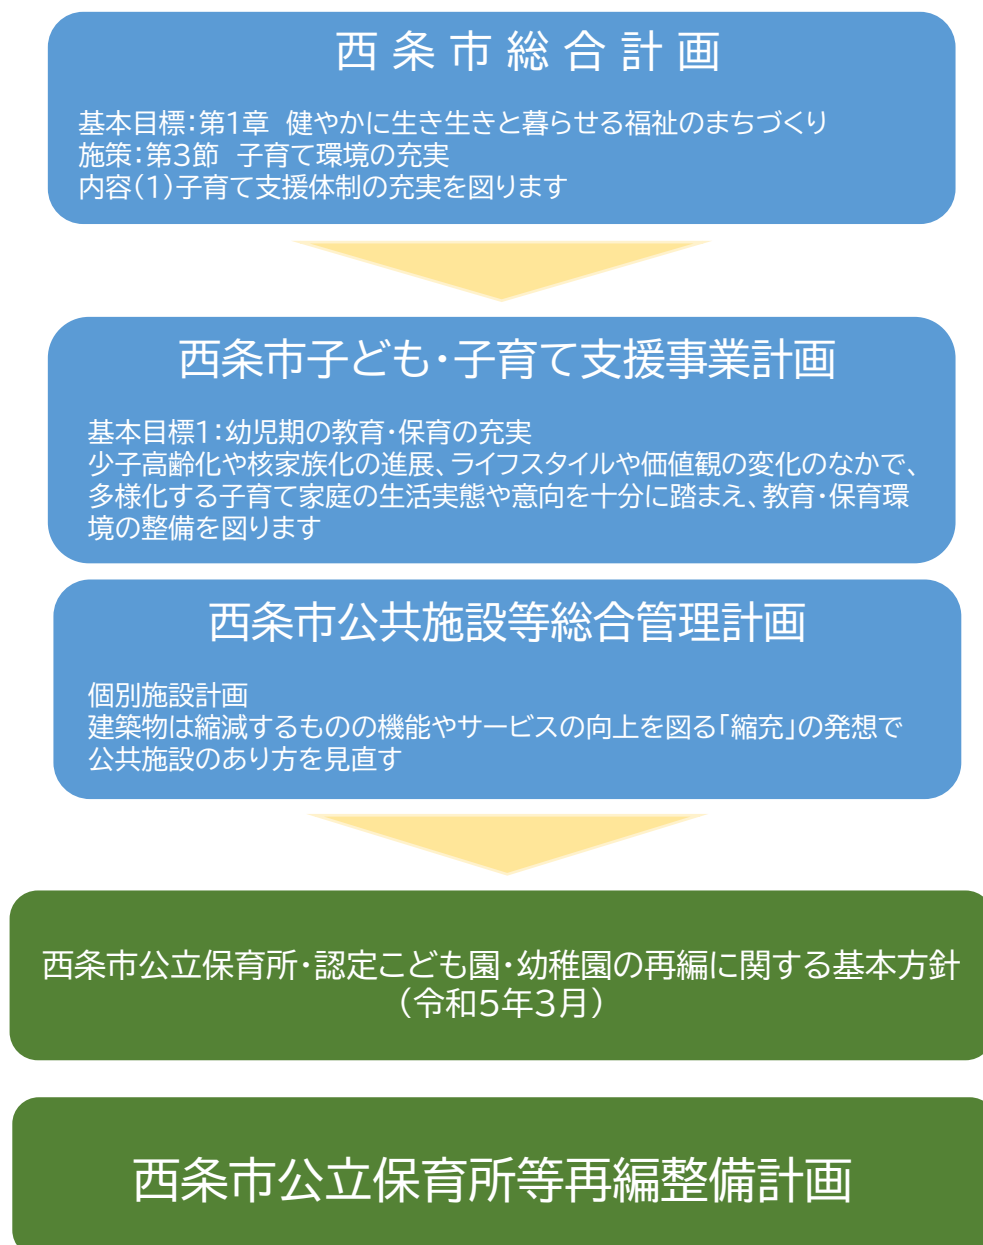 西条市総合計画
基本目標：第1章　健やかに生き生きと暮らせる福祉のまちづくり
施策：第3節　子育て環境の充実
内容（1）子育て支援体制の充実を図ります
西条市子ども・子育て支援事業計画
基本目標1：幼児期の教育・保育の充実
少子高齢化や核家族化の進展、ライフスタイルや価値観の変化のなかで、
多様化する子育て家庭の生活実態や意向を十分に踏まえ、教育・保育環
境の整備を図ります
西条市公共施設等総合管理計画
個別施設計画
建築物は縮減するものの機能やサービスの向上を図る「縮充」の発想で
公共施設のあり方を見直す
西条市公立保育所・認定こども園・幼稚園の再編に関する基本方針
（令和5年3月）
西条市公立保育所等再編整備計画